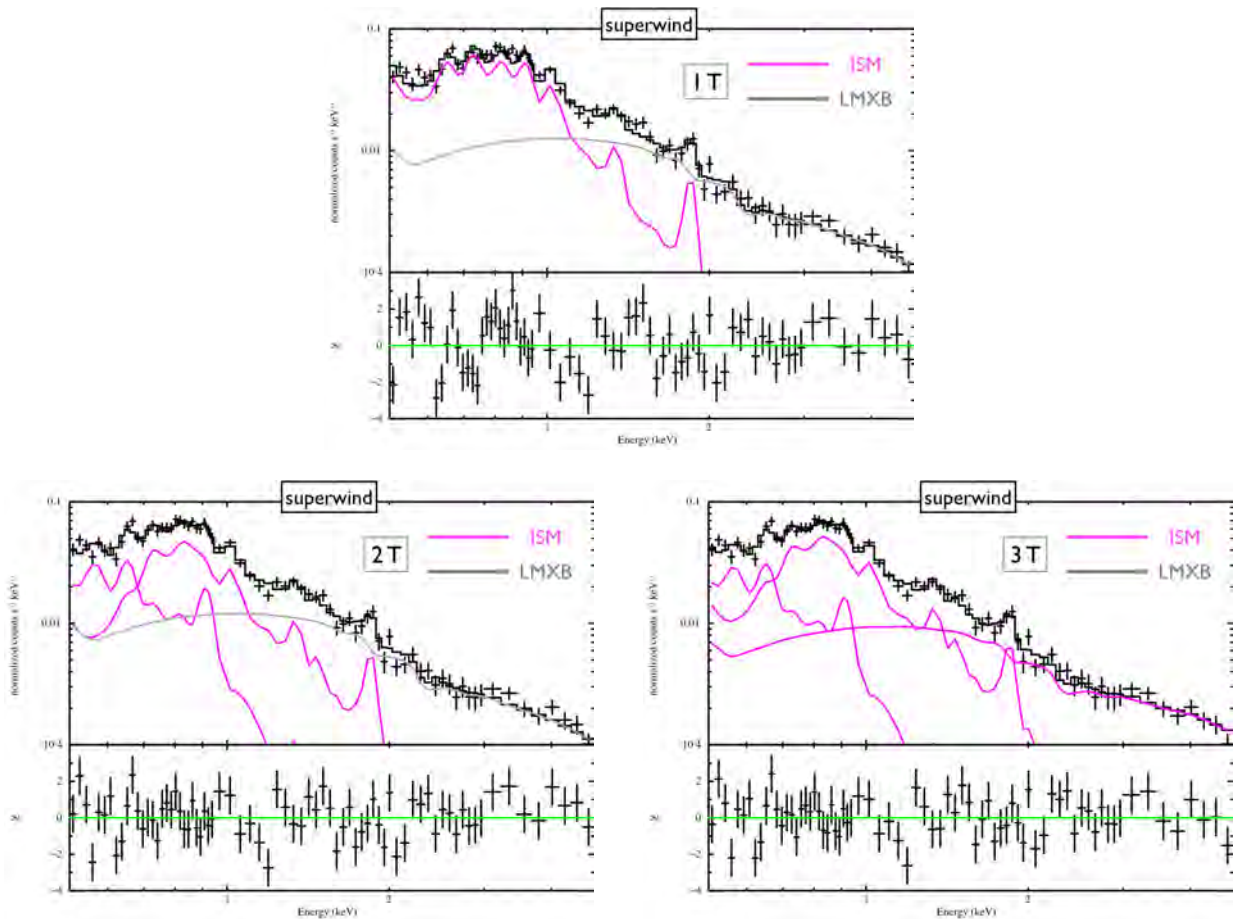 superwind
0.1
1 T
ISM
LMXB
0.01
normalized counts s⁻¹ keV⁻¹
10⁻³
2
0
χ
-2
-4
1
2
Energy (keV)
superwind
superwind
0.1
2 T
ISM
LMXB
0.01
normalized counts s⁻¹ keV⁻¹
10⁻³
2
0
χ
-2
-4
1
2
Energy (keV)
0.1
3 T
ISM
LMXB
0.01
normalized counts s⁻¹ keV⁻¹
10⁻³
2
0
χ
-2
-4
1
2
Energy (keV)